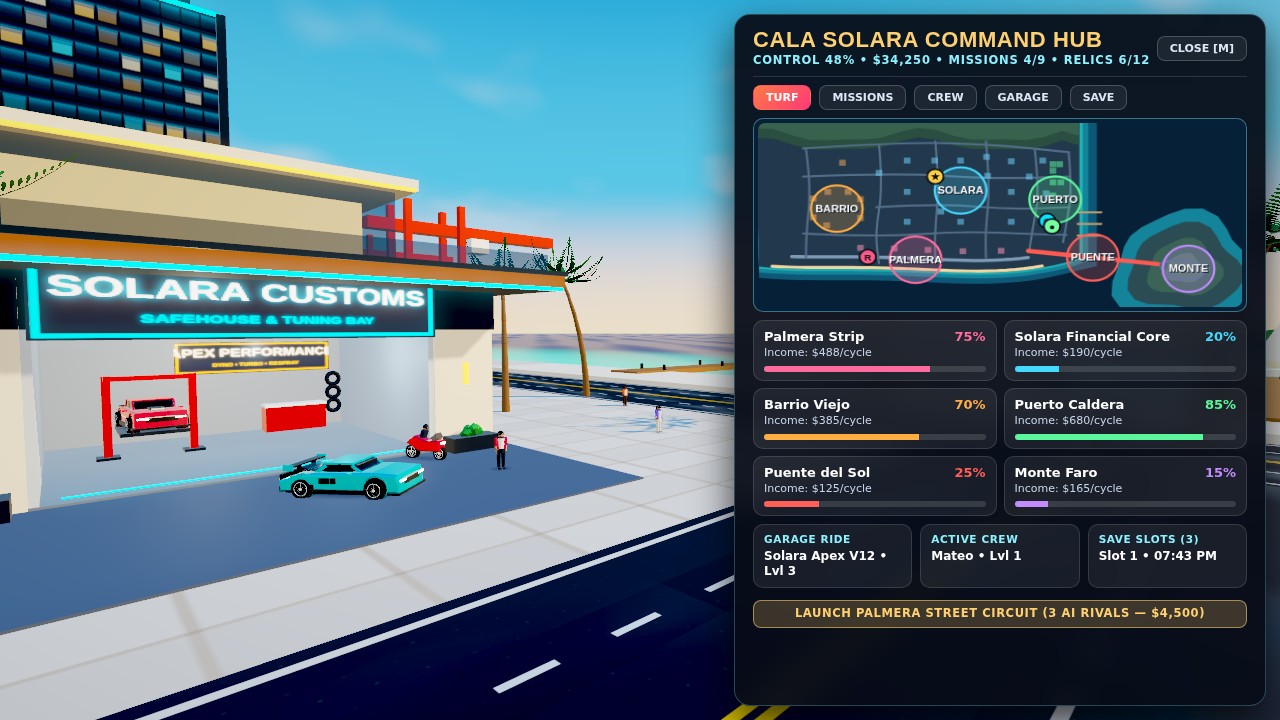 SOLARA CUSTOMS
SAFEHOUSE & TUNING BAY
APEX PERFORMANCE
CALA SOLARA COMMAND HUB
CONTROL 48% • $34,250 • MISSIONS 4/9 • RELICS 6/12
CLOSE [M]
TURF
MISSIONS
CREW
GARAGE
SAVE
BARRIO
SOLARA
PUERTO
R
PALMERA
PUENTE
MONTE
Palmera Strip 75%
Income: $488/cycle
Solara Financial Core 20%
Income: $190/cycle
Barrio Viejo 70%
Income: $385/cycle
Puerto Caldera 85%
Income: $680/cycle
Puente del Sol 25%
Income: $125/cycle
Monte Faro 15%
Income: $165/cycle
GARAGE RIDE
Solara Apex V12 •
Lvl 3
ACTIVE CREW
Mateo • Lvl 1
SAVE SLOTS (3)
Slot 1 • 07:43 PM
LAUNCH PALMERA STREET CIRCUIT (3 AI RIVALS — $4,500)